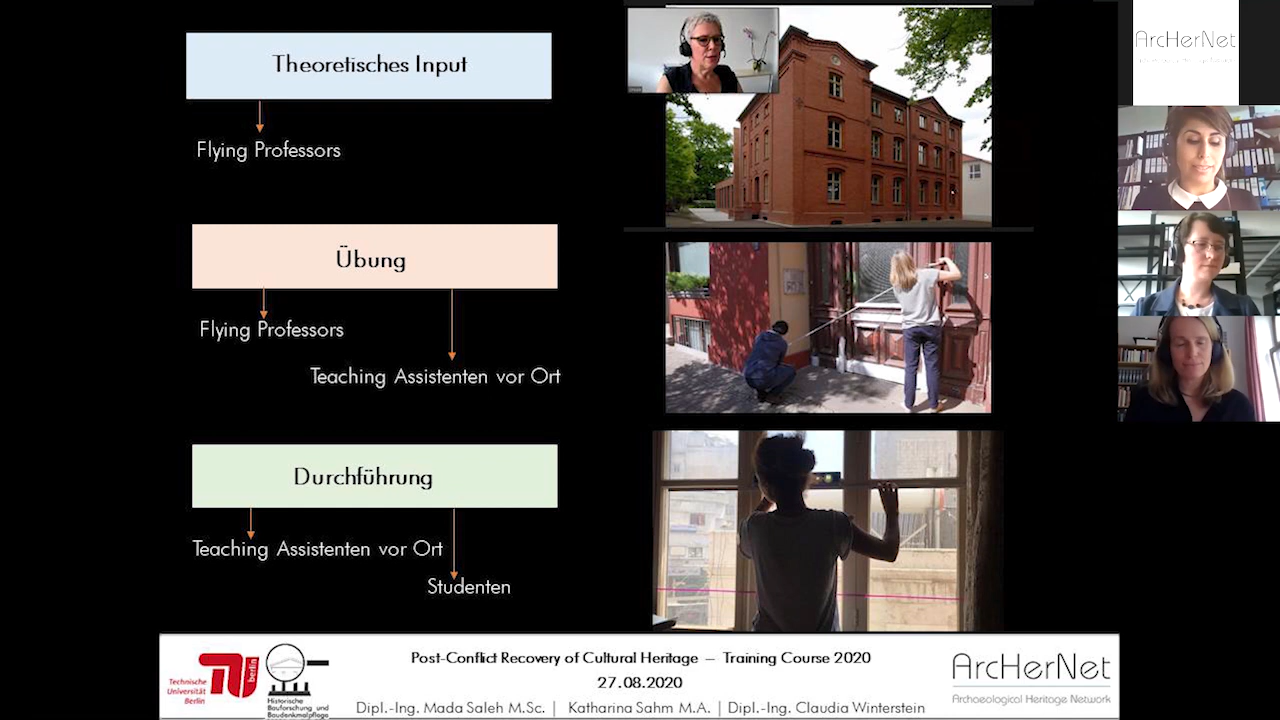 Theoretisches Input
Flying Professors
Übung
Flying Professors
Teaching Assistenten vor Ort
Durchführung
Teaching Assistenten vor Ort
Studenten
Technische
Universität
Berlin
berlin
Historische
Bauforschung und
Baudenkmalpflege
Post-Conflict Recovery of Cultural Heritage – Training Course 2020
27.08.2020
Dipl.-Ing. Mada Saleh M.Sc. | Katharina Sahm M.A. | Dipl.-Ing. Claudia Winterstein
ArcHerNet
Archaeological Heritage Network
ArcHerNet